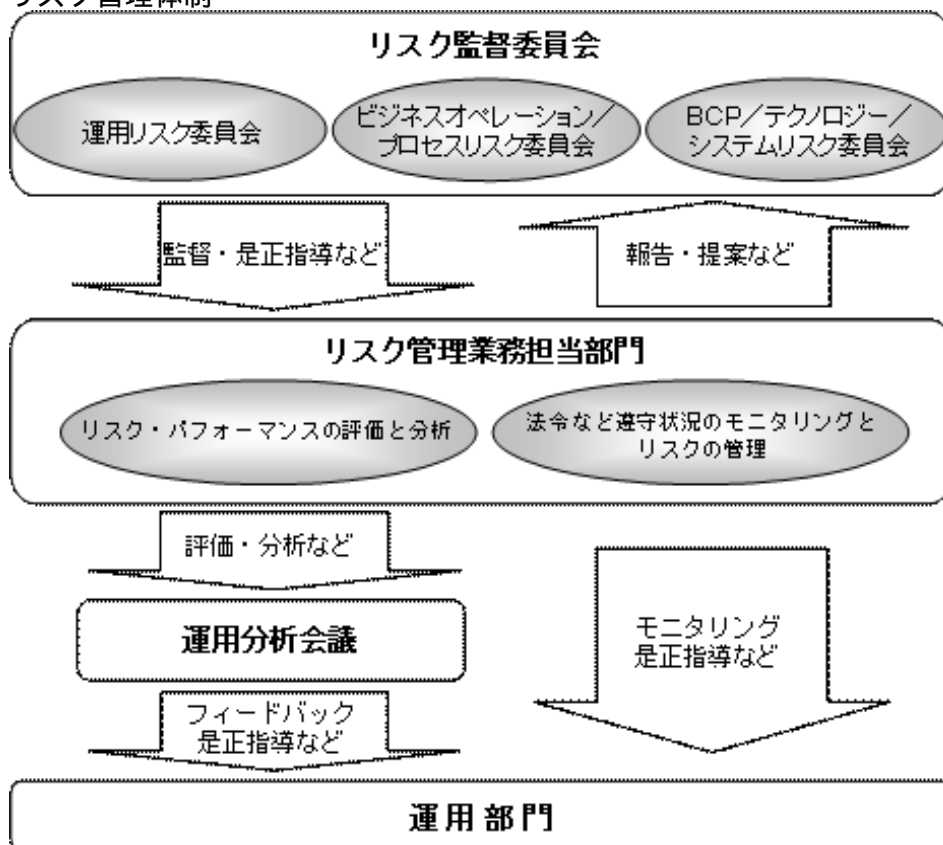 リスク管理体制
リスク監督委員会
運用リスク委員会
ビジネスオペレーション／
プロセスリスク委員会
BCP／テクノロジー／
システムリスク委員会
監督・是正指導など
報告・提案など
リスク管理業務担当部門
リスク・パフォーマンスの評価と分析
法令など遵守状況のモニタリングと
リスクの管理
評価・分析など
運用分析会議
モニタリング
是正指導など
フィードバック
是正指導など
運用部門